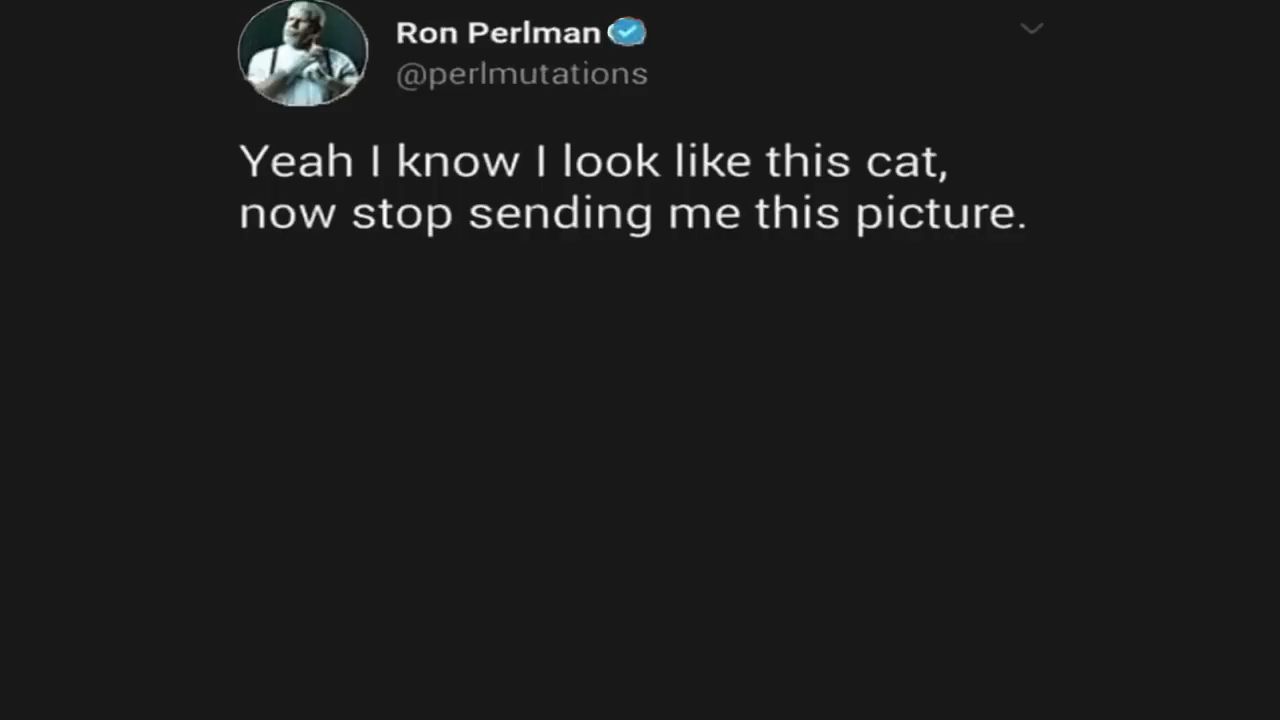 Ron Perlman
@perlmutations
Yeah I know I look like this cat,
now stop sending me this picture.